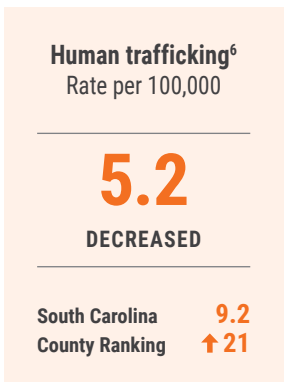 Human trafficking⁶
Rate per 100,000
5.2
DECREASED
South Carolina 9.2
County Ranking ↑ 21